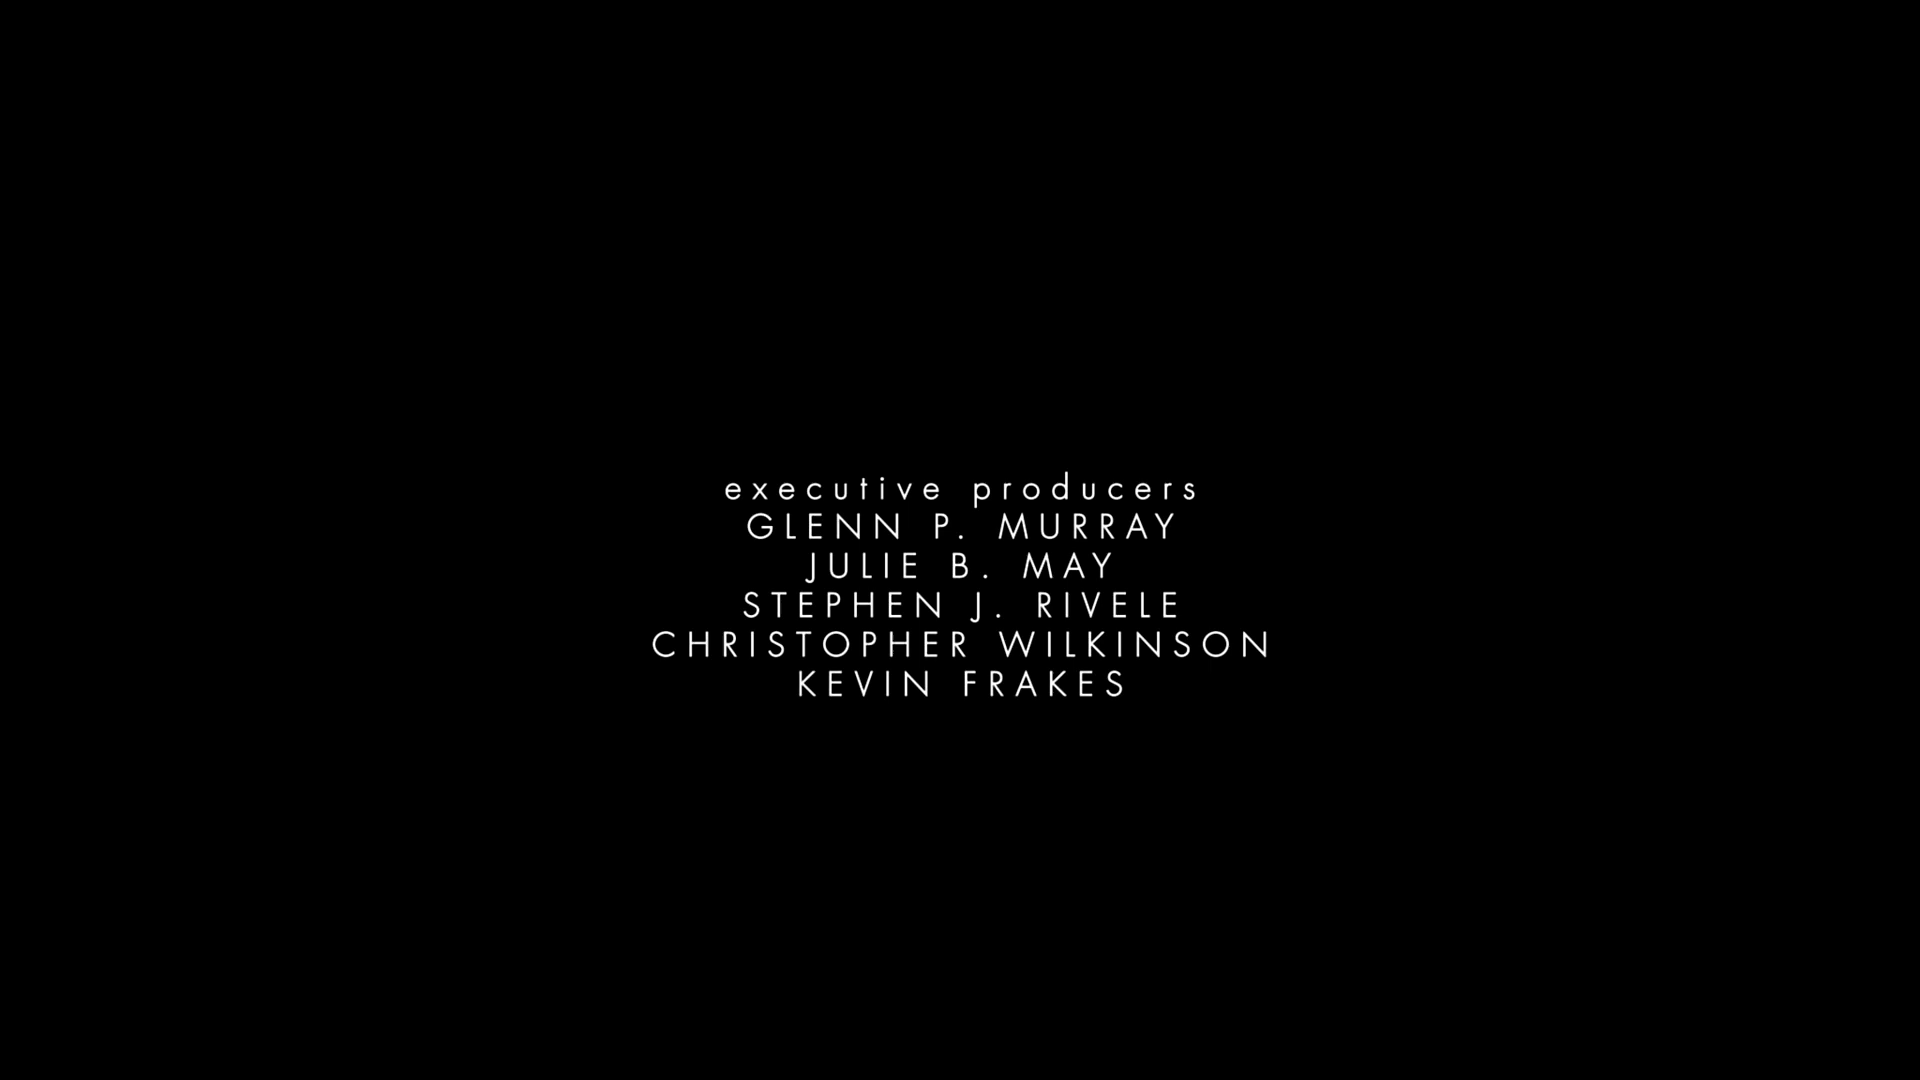 executive producers
GLENN P. MURRAY
JULIE B. MAY
STEPHEN J. RIVELE
CHRISTOPHER WILKINSON
KEVIN FRAKES